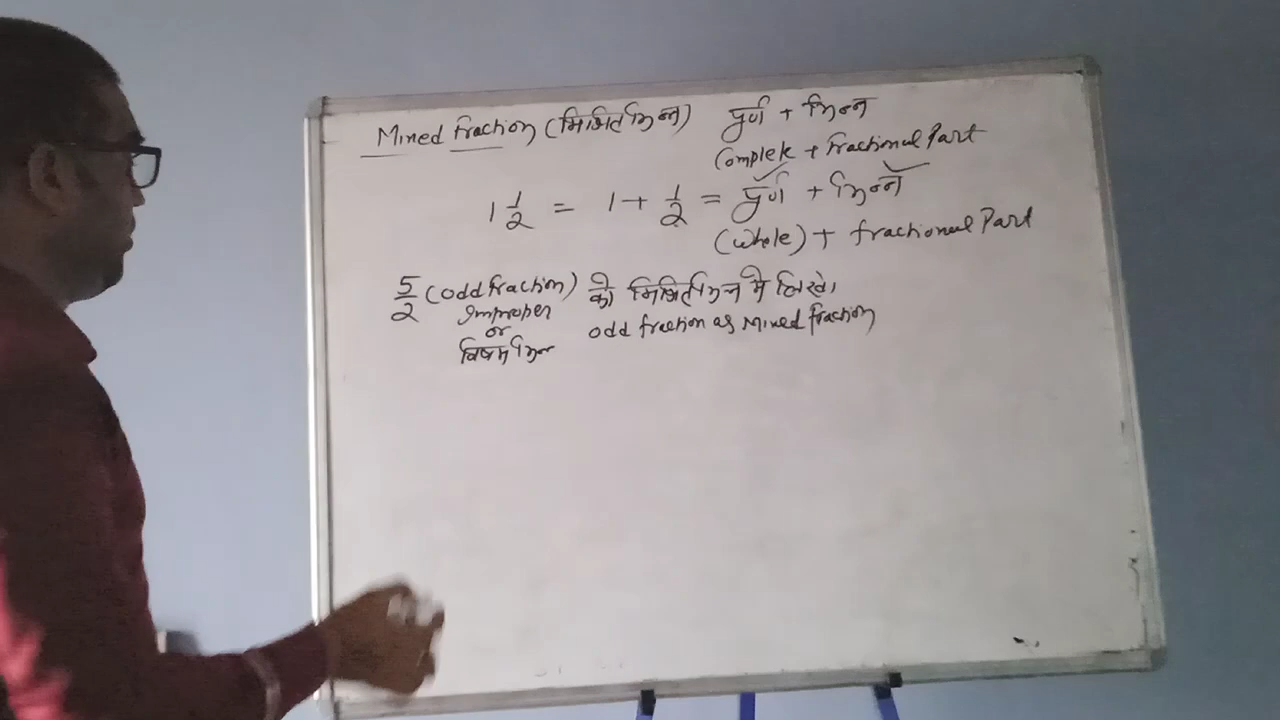 Mixed fraction (मिश्रित भिन्न) पूर्ण + भिन्न
Complete + fractional Part
1 1/2 = 1 + 1/2 = पूर्ण + भिन्न
(whole) + fractional Part
5/2 (odd fraction) को मिश्रित भिन्न में लिखे।
Improper odd fraction as Mixed fraction
or
विषम भिन्न